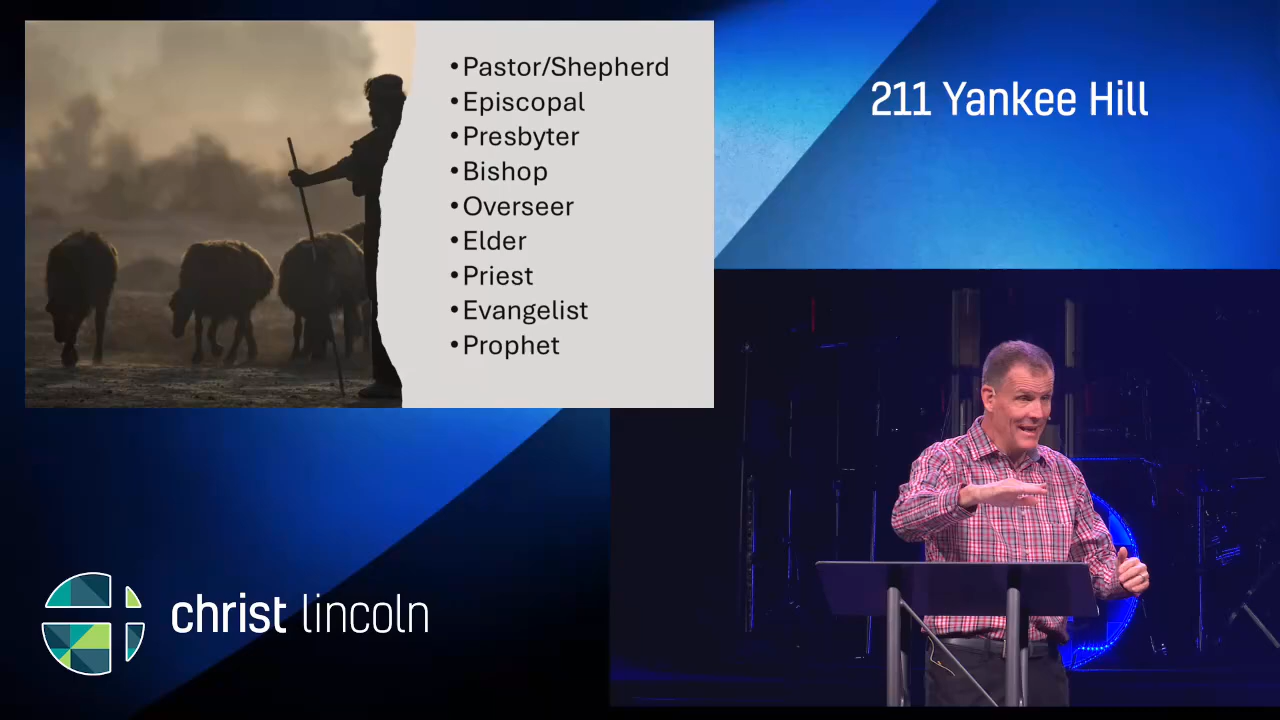 • Pastor/Shepherd
• Episcopal
• Presbyter
• Bishop
• Overseer
• Elder
• Priest
• Evangelist
• Prophet
211 Yankee Hill
christ lincoln